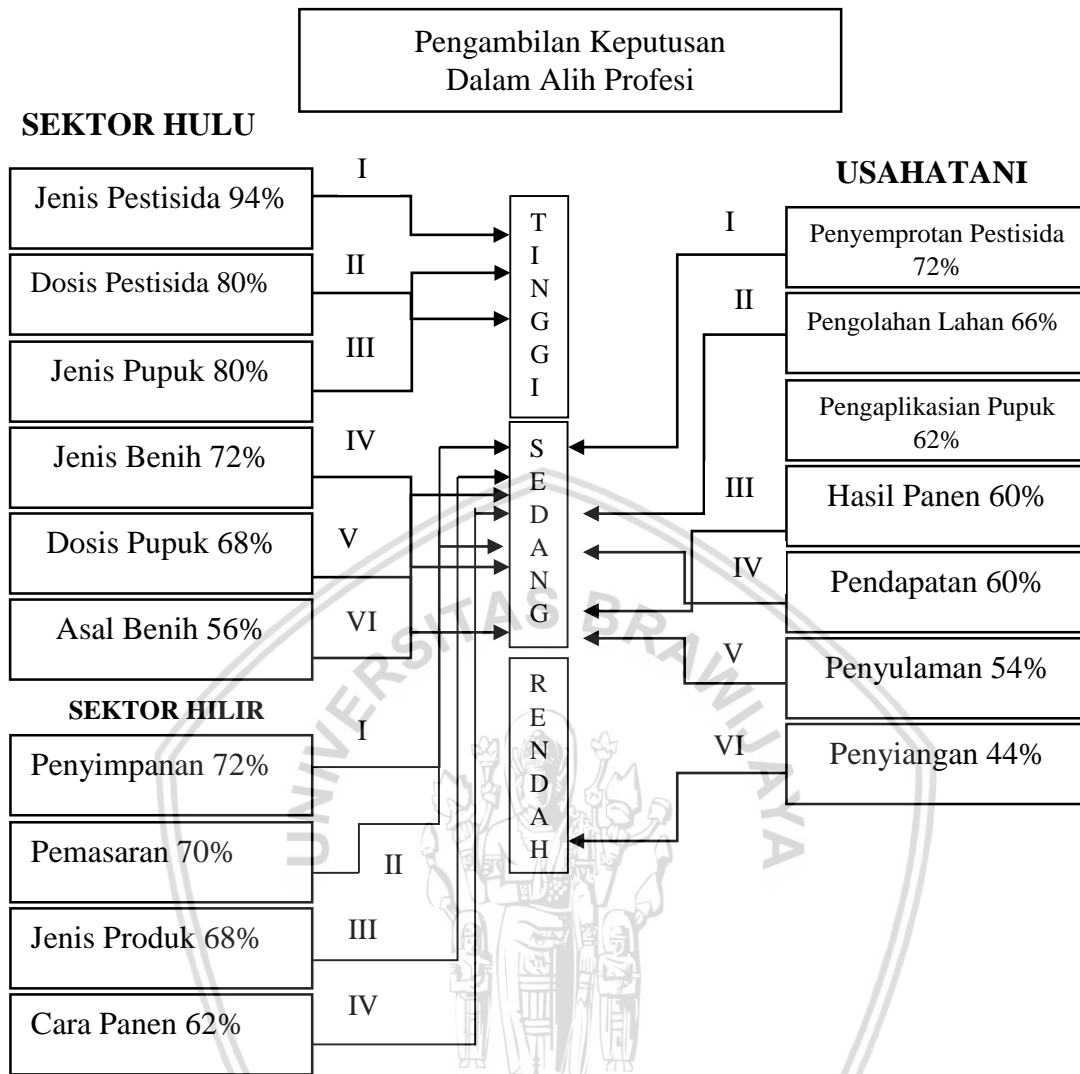 Pengambilan Keputusan
Dalam Alih Profesi
SEKTOR HULU
Jenis Pestisida 94%
I
Dosis Pestisida 80%
II
Jenis Pupuk 80%
III
Jenis Benih 72%
IV
Dosis Pupuk 68%
V
Asal Benih 56%
VI
SEKTOR HILIR
Penyimpanan 72%
I
Pemasaran 70%
II
Jenis Produk 68%
III
Cara Panen 62%
IV
T
I
N
G
G
I
S
E
D
A
N
G
R
E
N
D
A
H
USAHATANI
I
Penyemprotan Pestisida
72%
II
Pengolahan Lahan 66%
Pengaplikasian Pupuk
62%
III
Hasil Panen 60%
IV
Pendapatan 60%
V
Penyulaman 54%
VI
Penyiangan 44%
UNIVERSITAS BRAWIJAYA